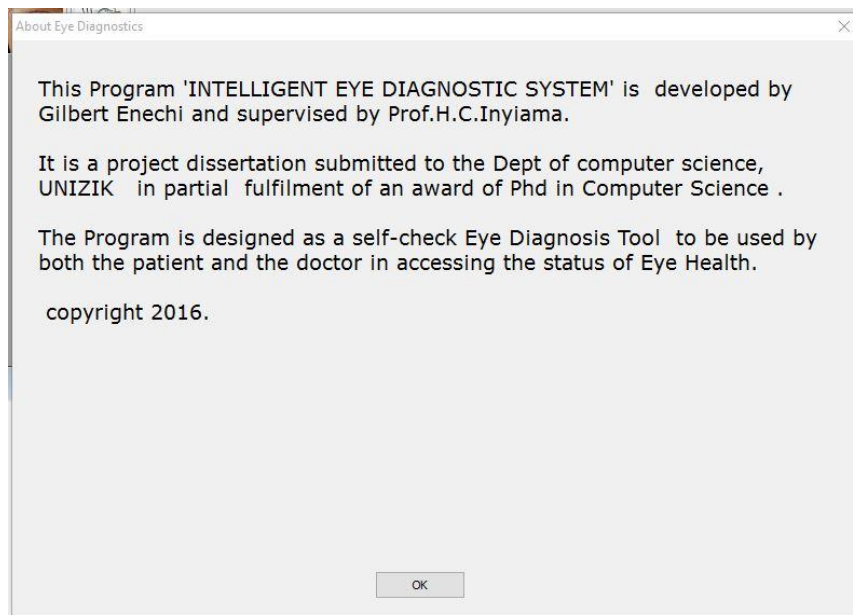 About Eye Diagnostics
This Program 'INTELLIGENT EYE DIAGNOSTIC SYSTEM' is developed by
Gilbert Enechi and supervised by Prof.H.C.Inyiama.
It is a project dissertation submitted to the Dept of computer science,
UNIZIK in partial fulfilment of an award of Phd in Computer Science .
The Program is designed as a self-check Eye Diagnosis Tool to be used by
both the patient and the doctor in accessing the status of Eye Health.
copyright 2016.
OK